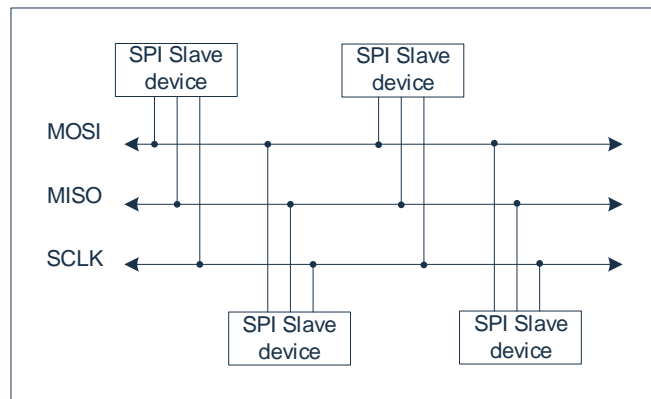 SPI Slave
device
SPI Slave
device
MOSI
MISO
SCLK
SPI Slave
device
SPI Slave
device